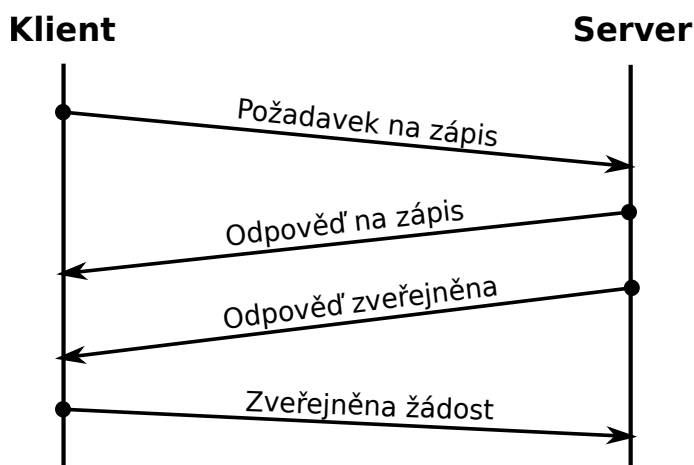 Klient
Server
Požadavek na zápis
Odpověď na zápis
Odpověď zveřejněna
Zveřejněna žádost